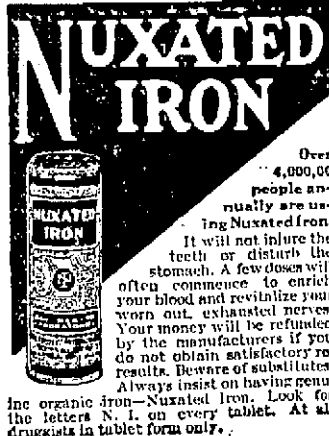 NUXATED
IRON
NUXATED
IRON
Over
4,000,00
people an-
nually are us-
ing Nuxated Iron.
It will not injure the
teeth or disturb the
stomach. A few doses will
often commence to enrich
your blood and revitalize your
worn out, exhausted nerves.
Your money will be refunded
by the manufacturers if you
do not obtain satisfactory
results. Beware of substitutes.
Always insist on having genu
ine organic iron—Nuxated Iron. Look for
the letters N. I. on every tablet. At all
druggists in tablet form only.